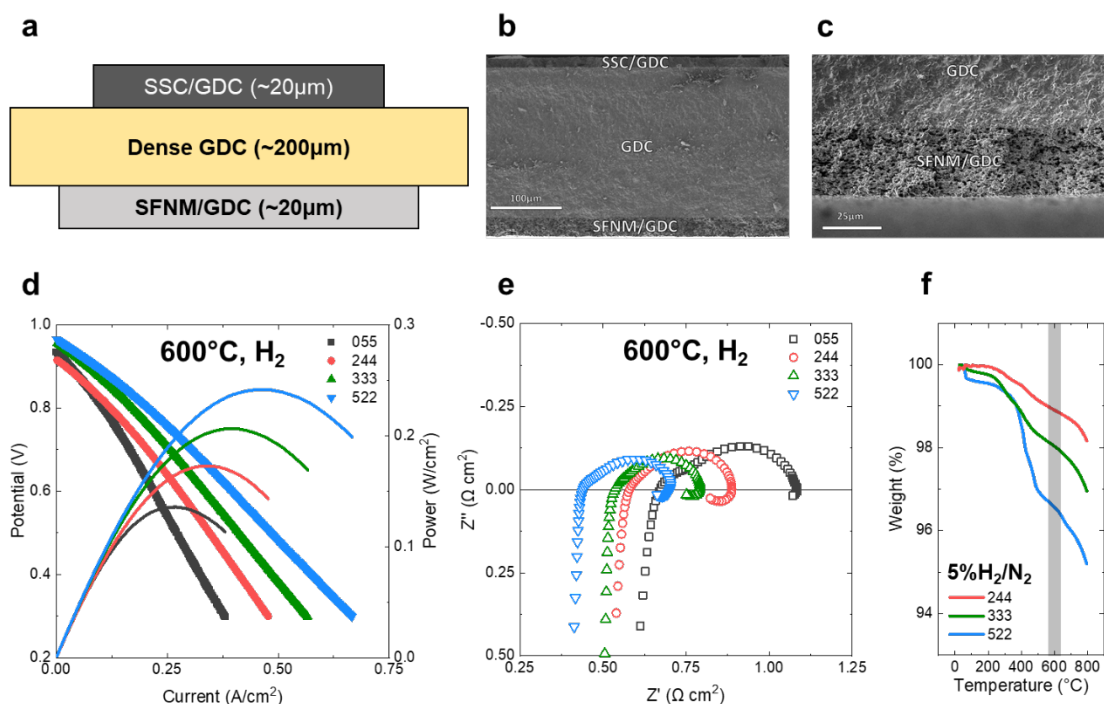 a
SSC/GDC (~20μm)
Dense GDC (~200μm)
SFNM/GDC (~20μm)
b
SSC/GDC
GDC
100μm
SFNM/GDC
c
GDC
SFNM/GDC
25μm
d
600°C, H₂
055
244
333
522
1.0
0.8
0.6
0.4
0.2
Potential (V)
0.3
0.2
0.1
0.0
Power (W/cm²)
0.00
0.25
0.50
0.75
Current (A/cm²)
e
600°C, H₂
055
244
333
522
-0.50
-0.25
0.00
0.25
0.50
Z" (Ω cm²)
0.25
0.50
0.75
1.00
1.25
Z' (Ω cm²)
f
100
98
96
94
Weight (%)
5%H₂/N₂
244
333
522
0
200
400
600
800
Temperature (°C)